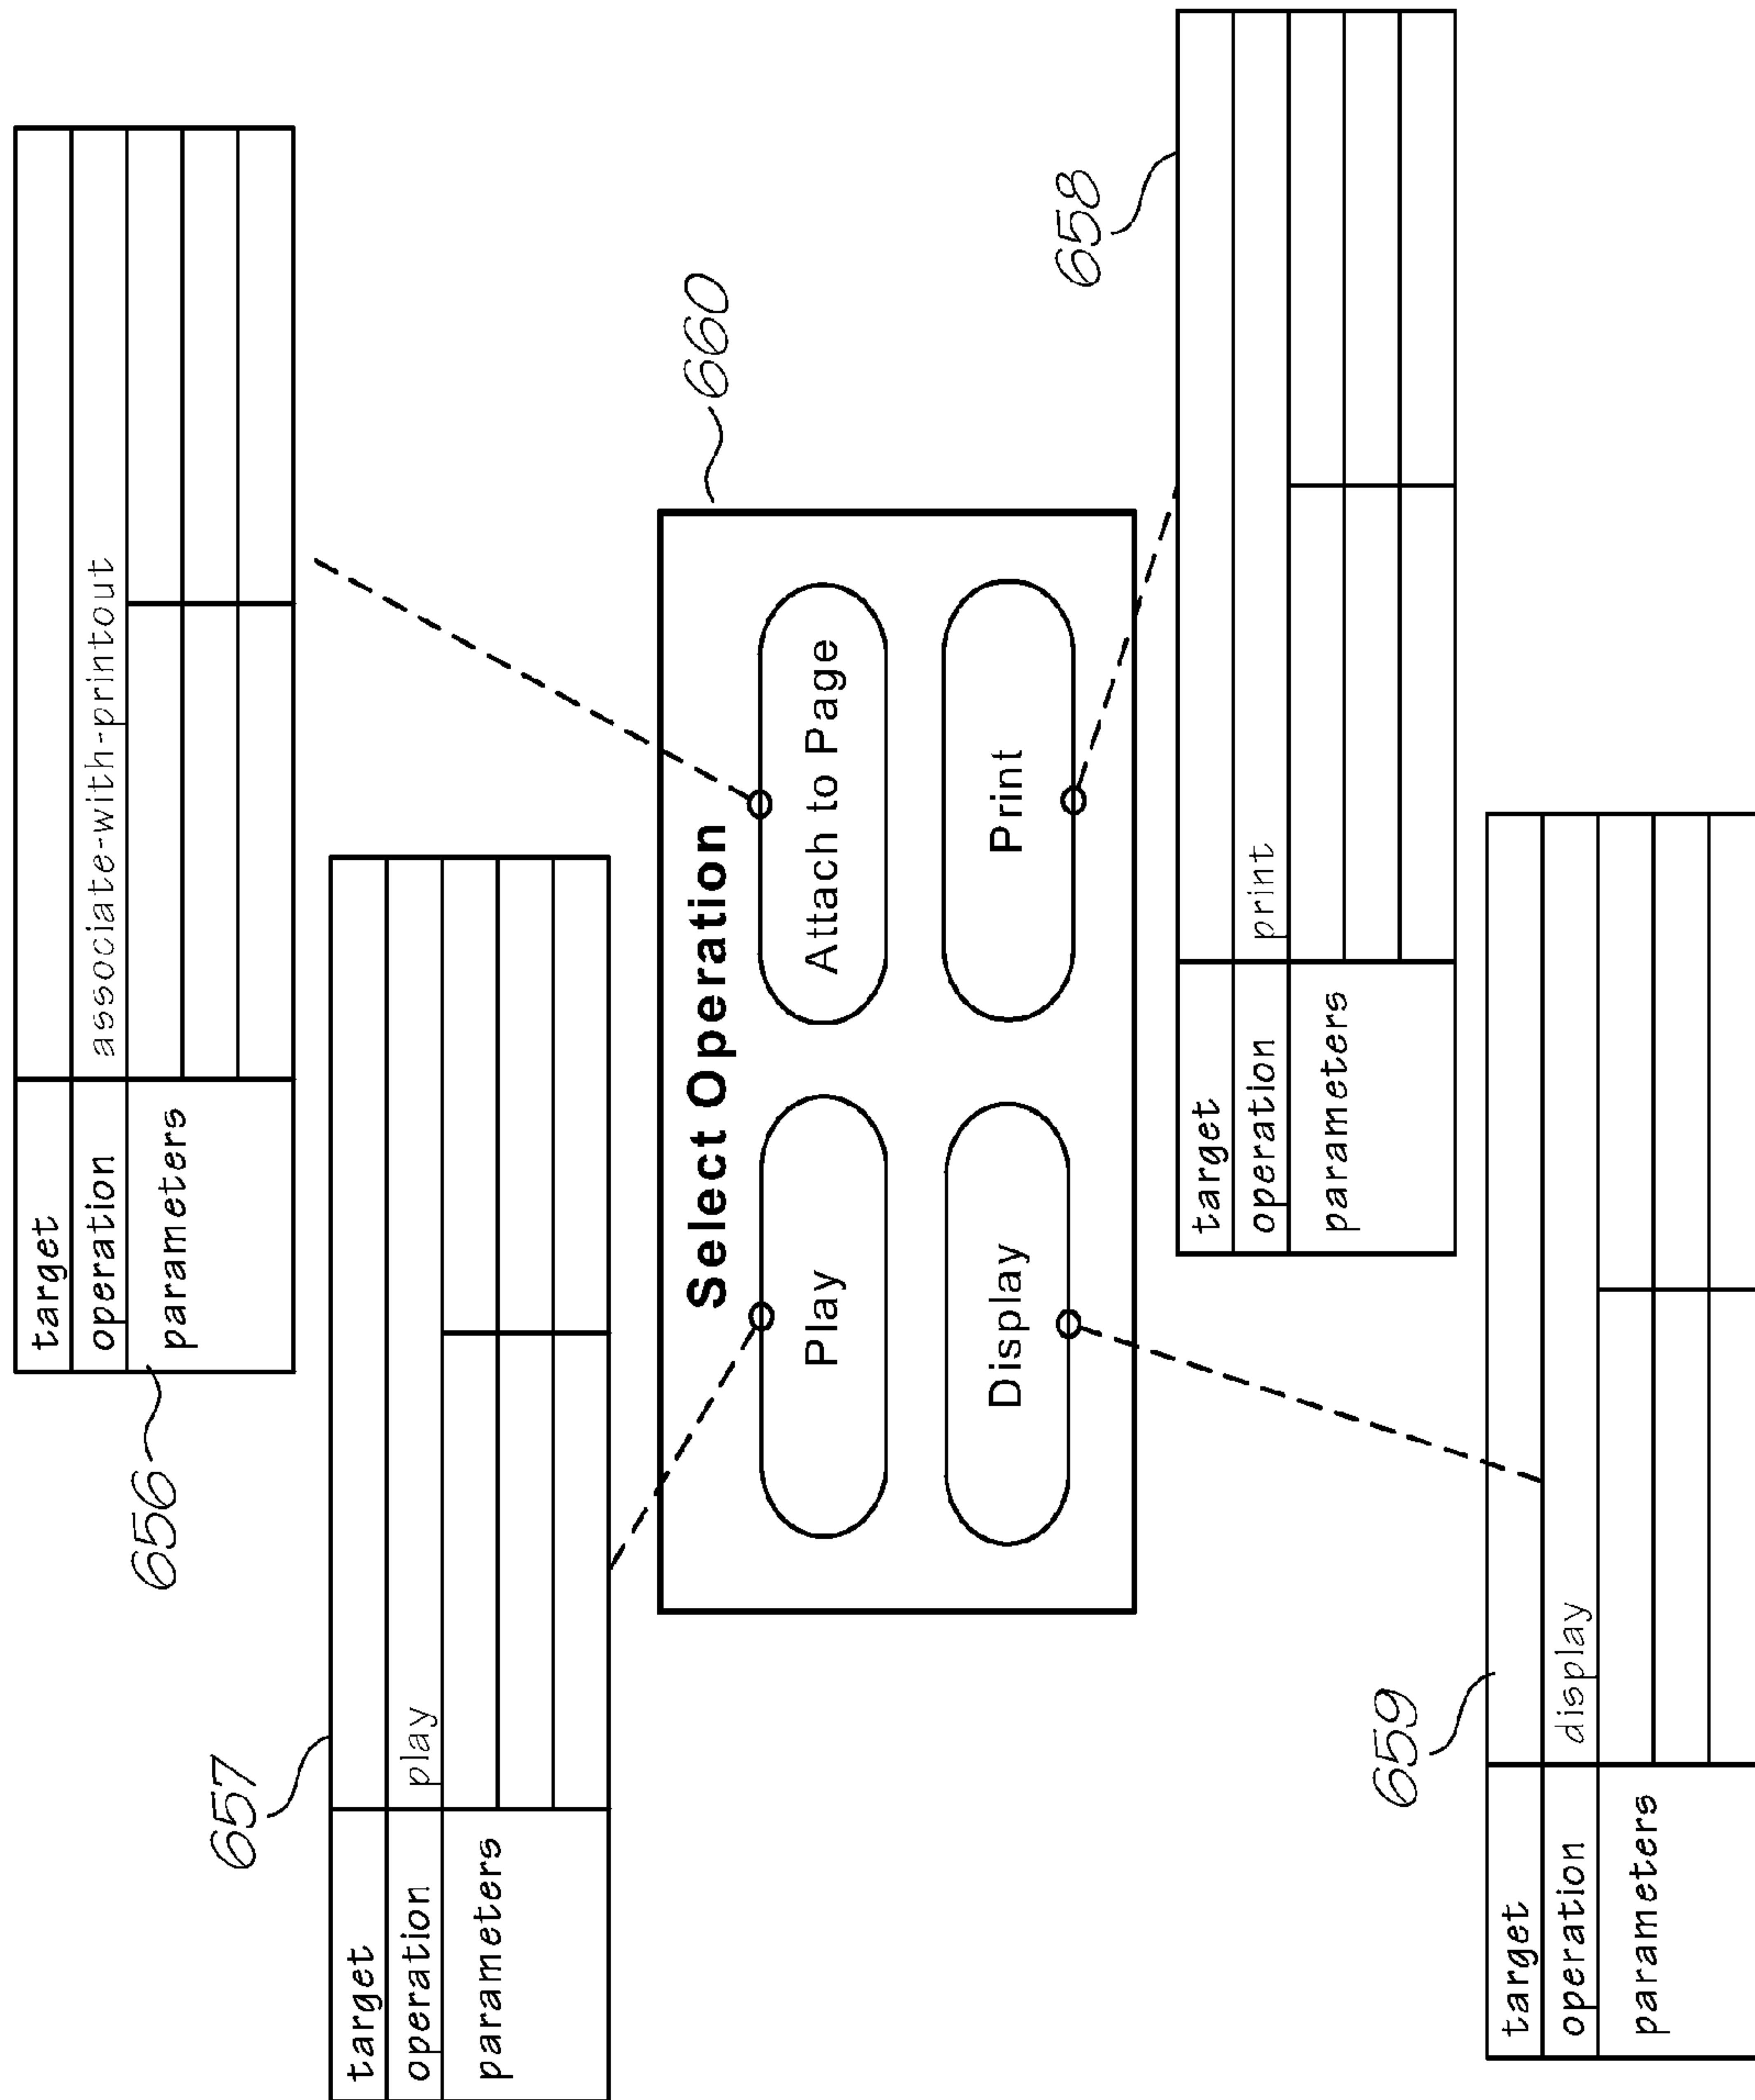 target
operation associate-with-printout
parameters
656
657
target
operation play
parameters
660
Select Operation
Play Attach to Page
Display Print
658
target
operation print
parameters
659
target
operation display
parameters